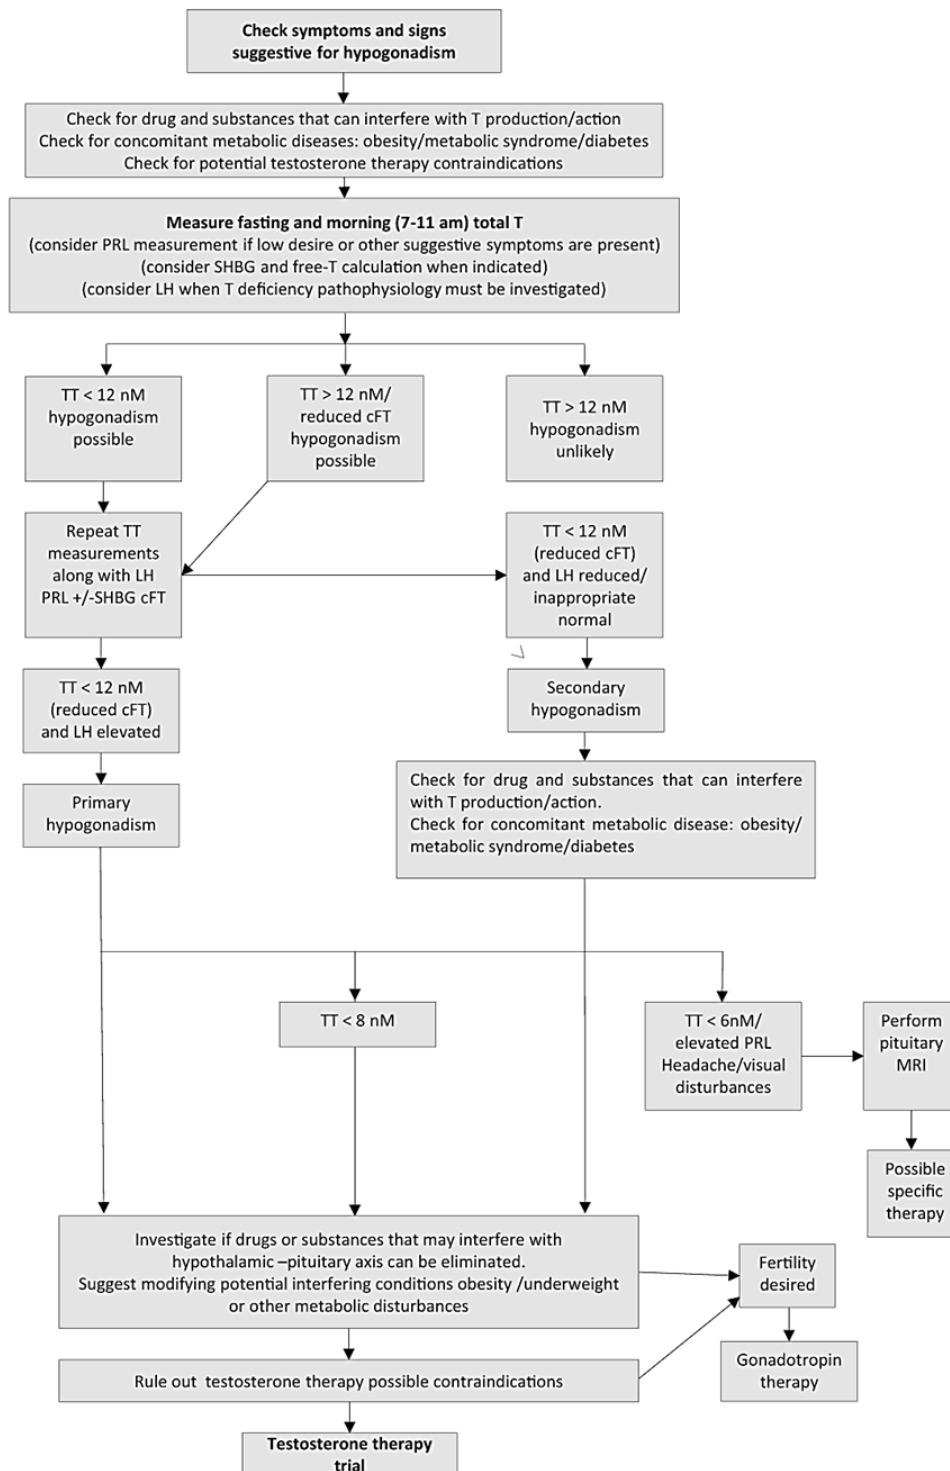 Check symptoms and signs
suggestive for hypogonadism
Check for drug and substances that can interfere with T production/action
Check for concomitant metabolic diseases: obesity/metabolic syndrome/diabetes
Check for potential testosterone therapy contraindications
Measure fasting and morning (7-11 am) total T
(consider PRL measurement if low desire or other suggestive symptoms are present)
(consider SHBG and free-T calculation when indicated)
(consider LH when T deficiency pathophysiology must be investigated)
TT < 12 nM
hypogonadism
possible
TT > 12 nM/
reduced cFT
hypogonadism
possible
TT > 12 nM
hypogonadism
unlikely
Repeat TT
measurements
along with LH
PRL +/-SHBG cFT
TT < 12 nM
(reduced cFT)
and LH reduced/
inappropriate
normal
TT < 12 nM
(reduced cFT)
and LH elevated
Secondary
hypogonadism
Primary
hypogonadism
Check for drug and substances that can interfere
with T production/action.
Check for concomitant metabolic disease: obesity/
metabolic syndrome/diabetes
TT < 8 nM
TT < 6nM/
elevated PRL
Headache/visual
disturbances
Perform
pituitary
MRI
Possible
specific
therapy
Investigate if drugs or substances that may interfere with
hypothalamic –pituitary axis can be eliminated.
Suggest modifying potential interfering conditions obesity /underweight
or other metabolic disturbances
Fertility
desired
Gonadotropin
therapy
Rule out testosterone therapy possible contraindications
Testosterone therapy
trial